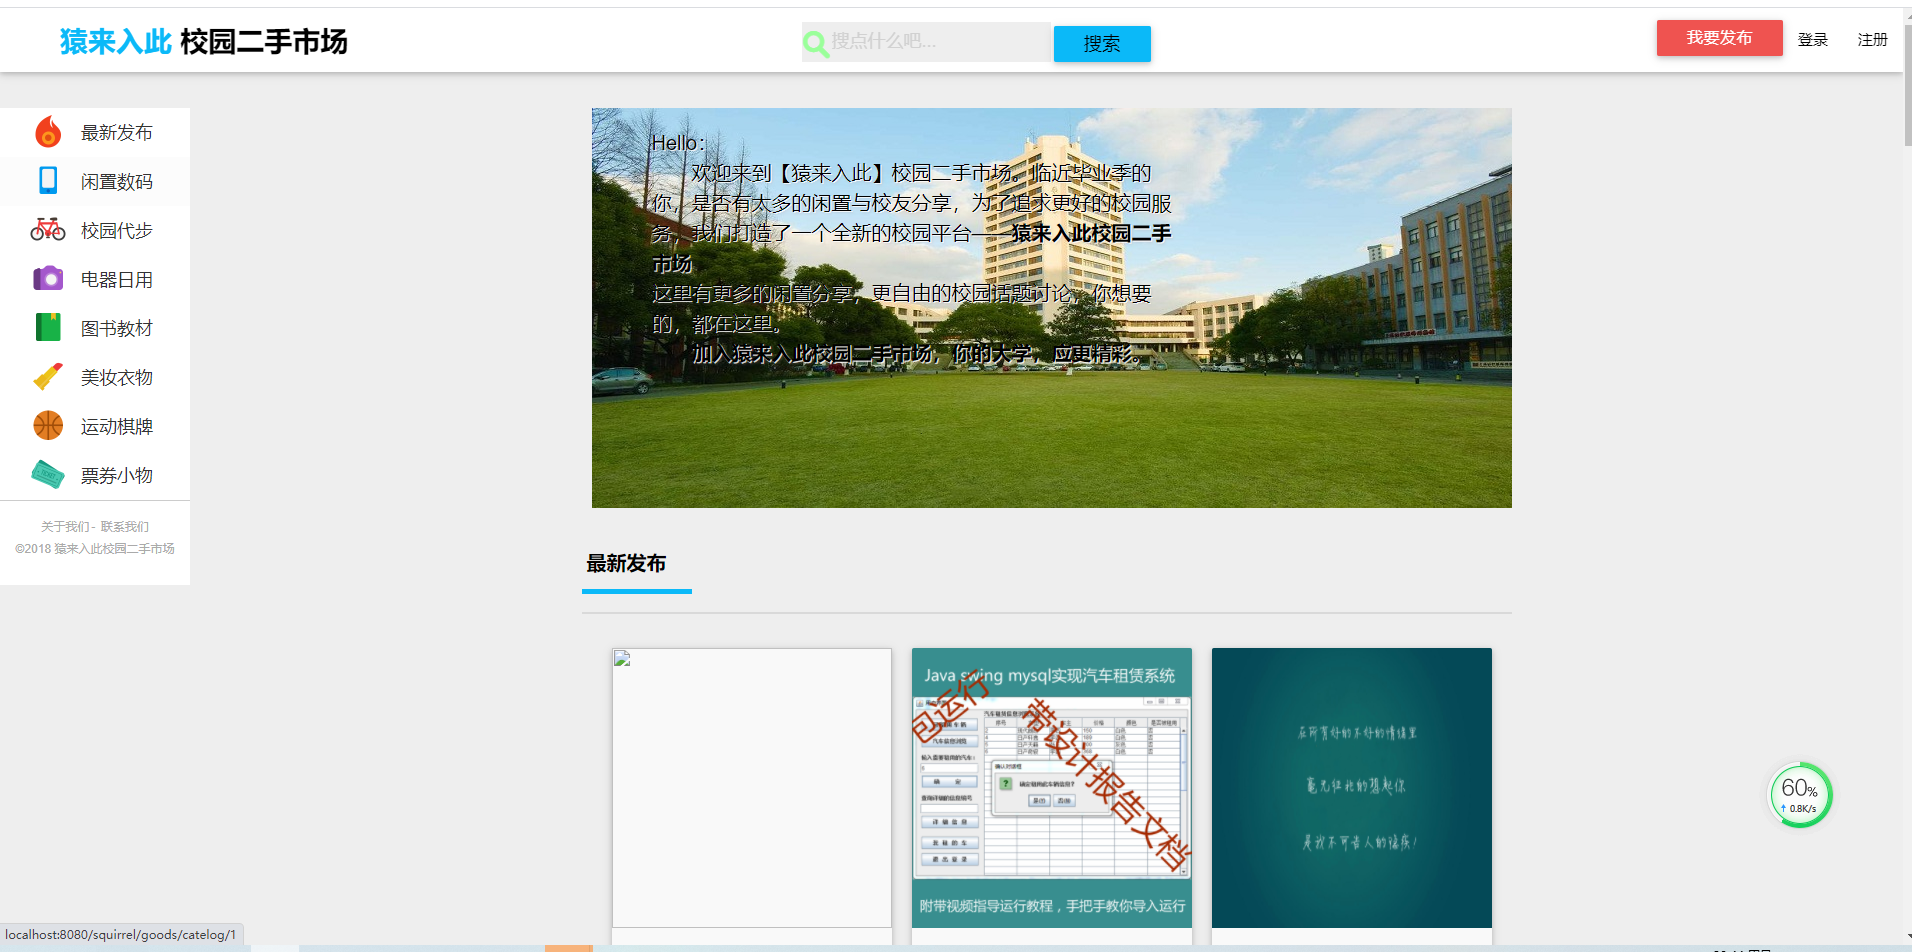 猿来入此 校园二手市场
搜点什么吧...
搜索
我要发布
登录
注册
最新发布
闲置数码
校园代步
电器日用
图书教材
美妆衣物
运动棋牌
票券小物
关于我们 - 联系我们
©2018 猿来入此校园二手市场
Hello：
欢迎来到【猿来入此】校园二手市场。临近毕业季的
你，是否有太多的闲置与校友分享，为了追求更好的校园服
务，我们打造了一个全新的校园平台——猿来入此校园二手
市场。
这里有更多的闲置分享，更自由的校园话题讨论，你想要
的，都在这里。
加入猿来入此校园二手市场，你的大学，应更精彩。
最新发布
Java swing mysql实现汽车租赁系统
包运行
带设计报告文档
附带视频指导运行教程，手把手教你导入运行
在所有好的不好的情绪里
毫无征兆的想起你
是我不可告人的隐疾！
60%
↑ 0.8K/s
localhost:8080/squirrel/goods/catelog/1